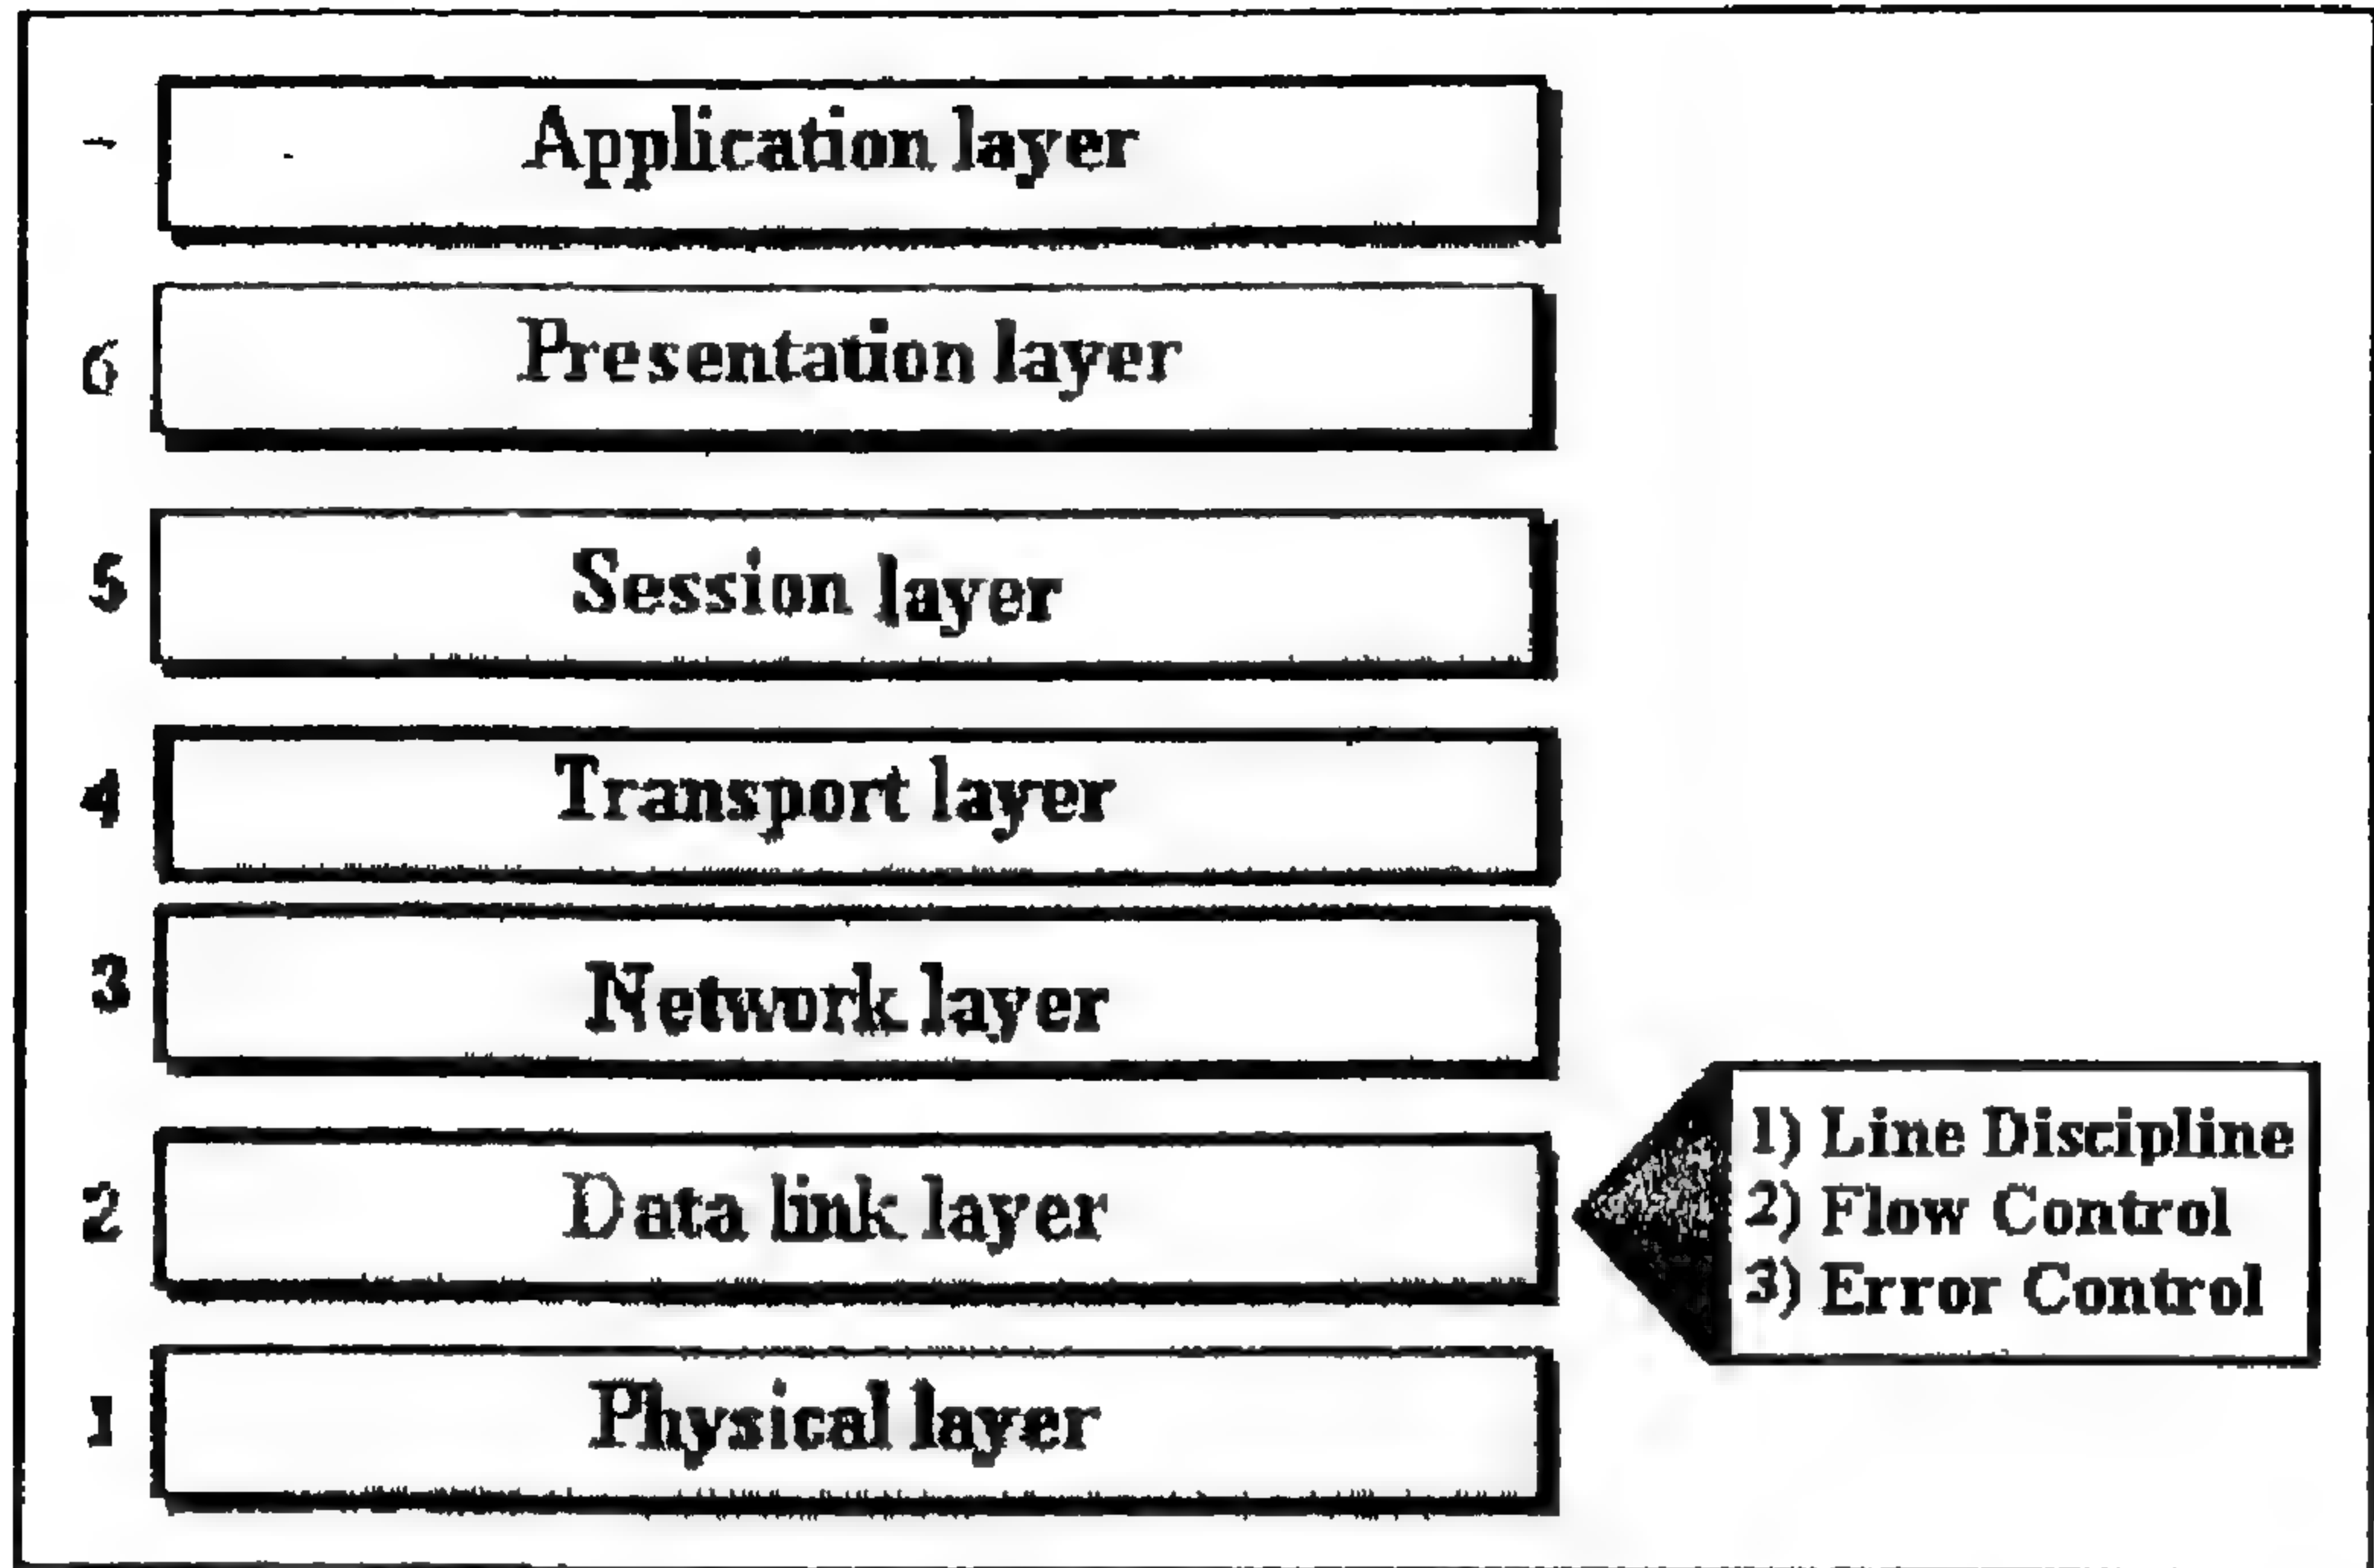 Application layer
6 Presentation layer
5 Session layer
4 Transport layer
3 Network layer
2 Data link layer
1 Physical layer
1) Line Discipline
2) Flow Control
3) Error Control